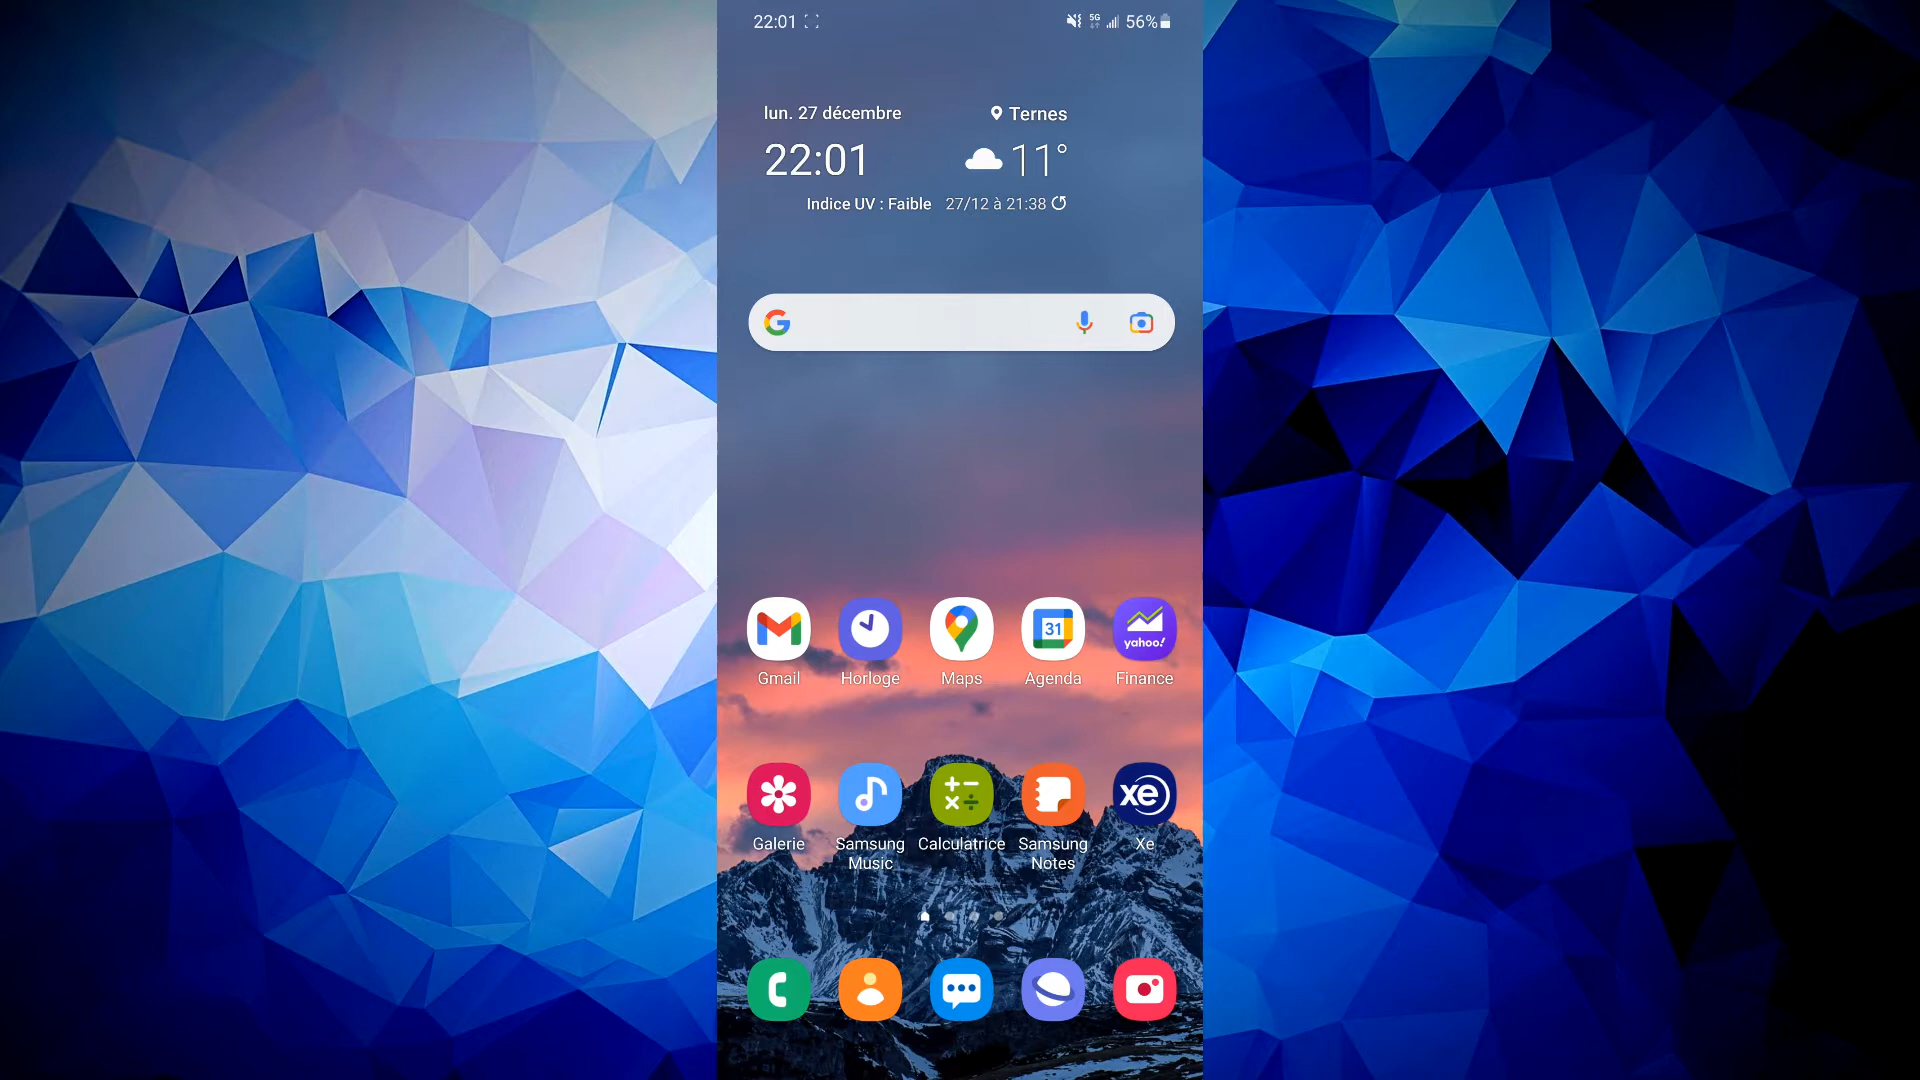 22:01
5G
56%
lun. 27 décembre
Ternes
22:01
11°
Indice UV : Faible 27/12 à 21:38
31
yahoo!
Gmail
Horloge
Maps
Agenda
Finance
xe
Galerie
Samsung
Music
Calculatrice
Samsung
Notes
Xe